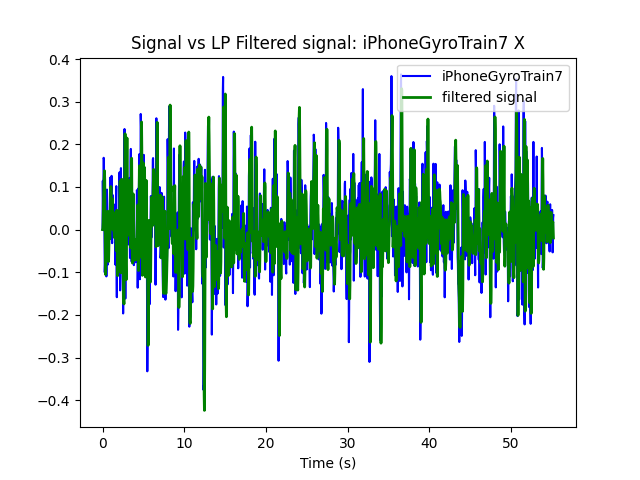 Signal vs LP Filtered signal: iPhoneGyroTrain7 X
iPhoneGyroTrain7
filtered signal
0.4
0.3
0.2
0.1
0.0
−0.1
−0.2
−0.3
−0.4
0 10 20 30 40 50
Time (s)